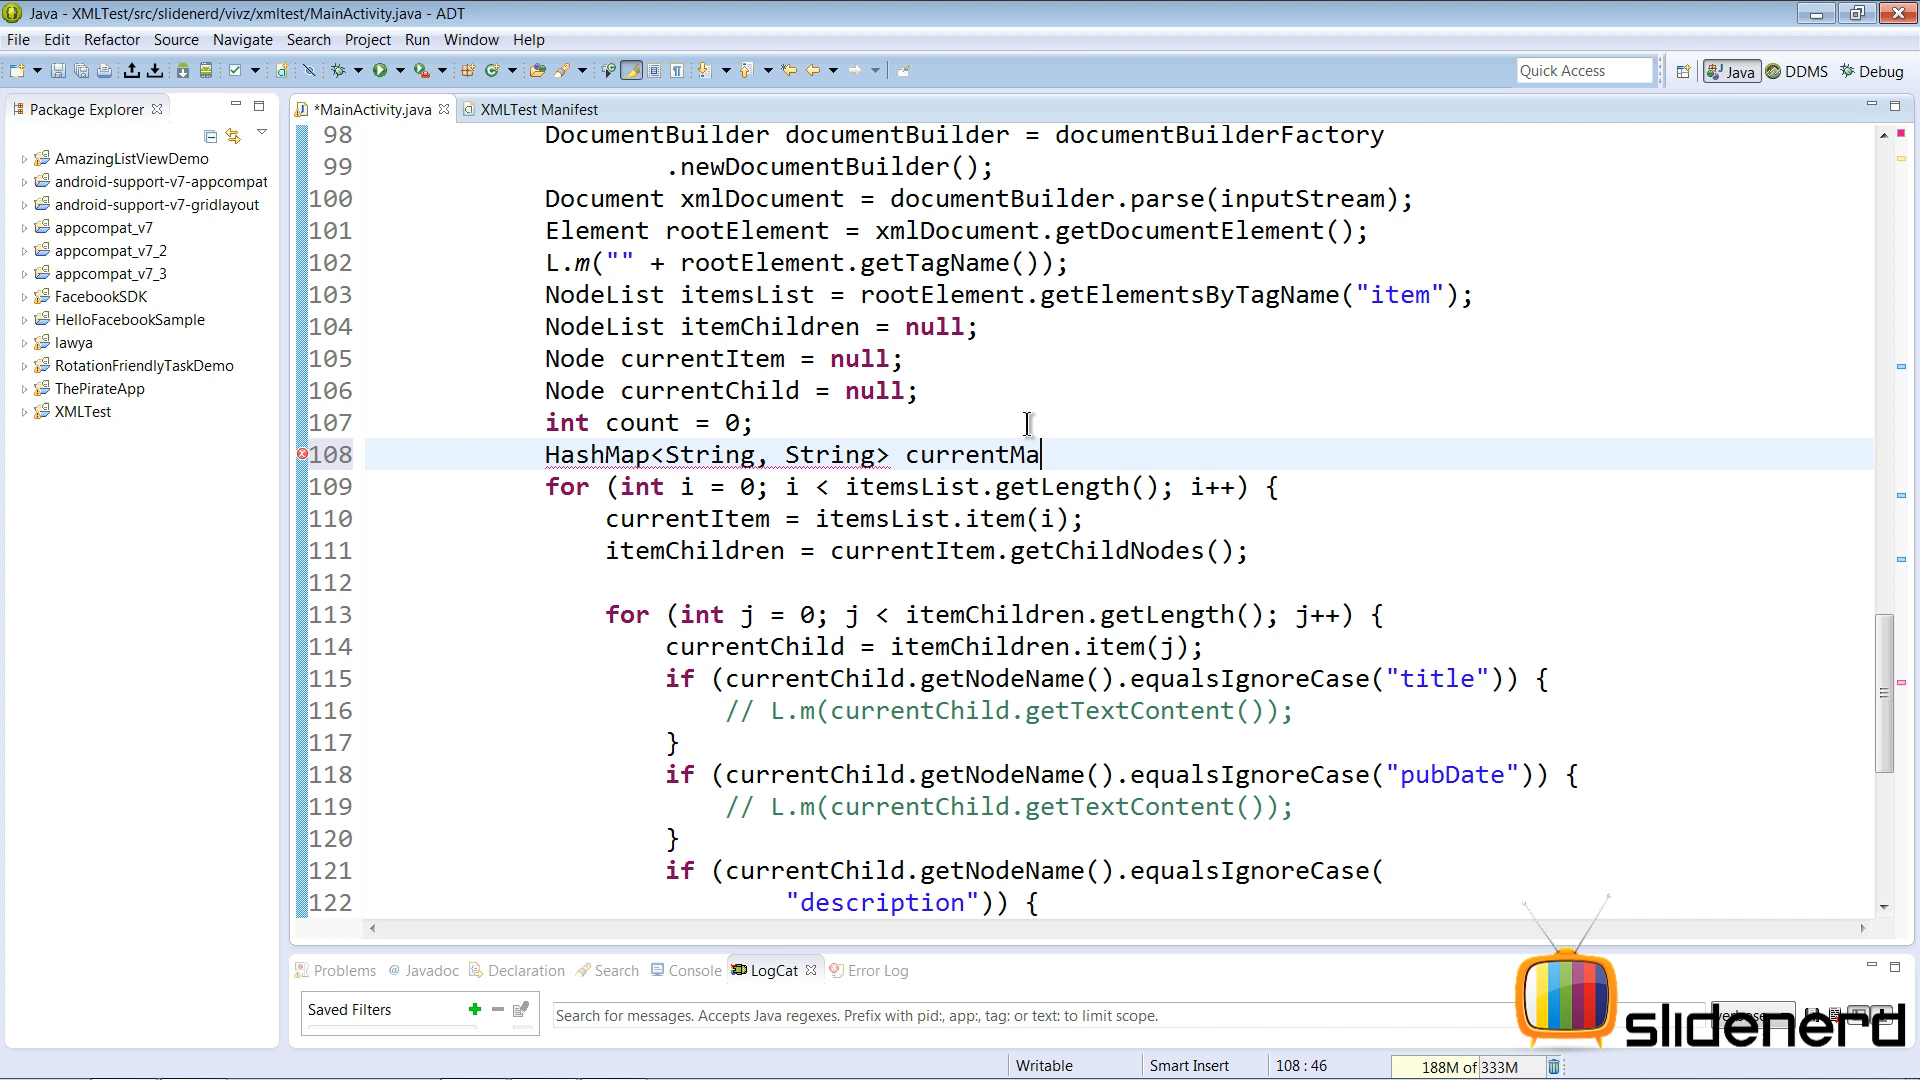 Java - XMLTest/src/slidenerd/vivz/xmltest/MainActivity.java - ADT
File Edit Refactor Source Navigate Search Project Run Window Help
Quick Access
Java
DDMS
Debug
Package Explorer
AmazingListViewDemo
android-support-v7-appcompat
android-support-v7-gridlayout
appcompat_v7
appcompat_v7_2
appcompat_v7_3
FacebookSDK
HelloFacebookSample
lawya
RotationFriendlyTaskDemo
ThePirateApp
XMLTest
*MainActivity.java
XMLTest Manifest
98 DocumentBuilder documentBuilder = documentBuilderFactory
99 .newDocumentBuilder();
100 Document xmlDocument = documentBuilder.parse(inputStream);
101 Element rootElement = xmlDocument.getDocumentElement();
102 L.m("" + rootElement.getTagName());
103 NodeList itemsList = rootElement.getElementsByTagName("item");
104 NodeList itemChildren = null;
105 Node currentItem = null;
106 Node currentChild = null;
107 int count = 0;
108 HashMap<String, String> currentMa
109 for (int i = 0; i < itemsList.getLength(); i++) {
110 currentItem = itemsList.item(i);
111 itemChildren = currentItem.getChildNodes();
112
113 for (int j = 0; j < itemChildren.getLength(); j++) {
114 currentChild = itemChildren.item(j);
115 if (currentChild.getNodeName().equalsIgnoreCase("title")) {
116 // L.m(currentChild.getTextContent());
117 }
118 if (currentChild.getNodeName().equalsIgnoreCase("pubDate")) {
119 // L.m(currentChild.getTextContent());
120 }
121 if (currentChild.getNodeName().equalsIgnoreCase(
122 "description")) {
Problems
Javadoc
Declaration
Search
Console
LogCat
Error Log
Saved Filters
Search for messages. Accepts Java regexes. Prefix with pid:, app:, tag: or text: to limit scope.
slidenerd
Writable
Smart Insert
108 : 46
188M of 333M